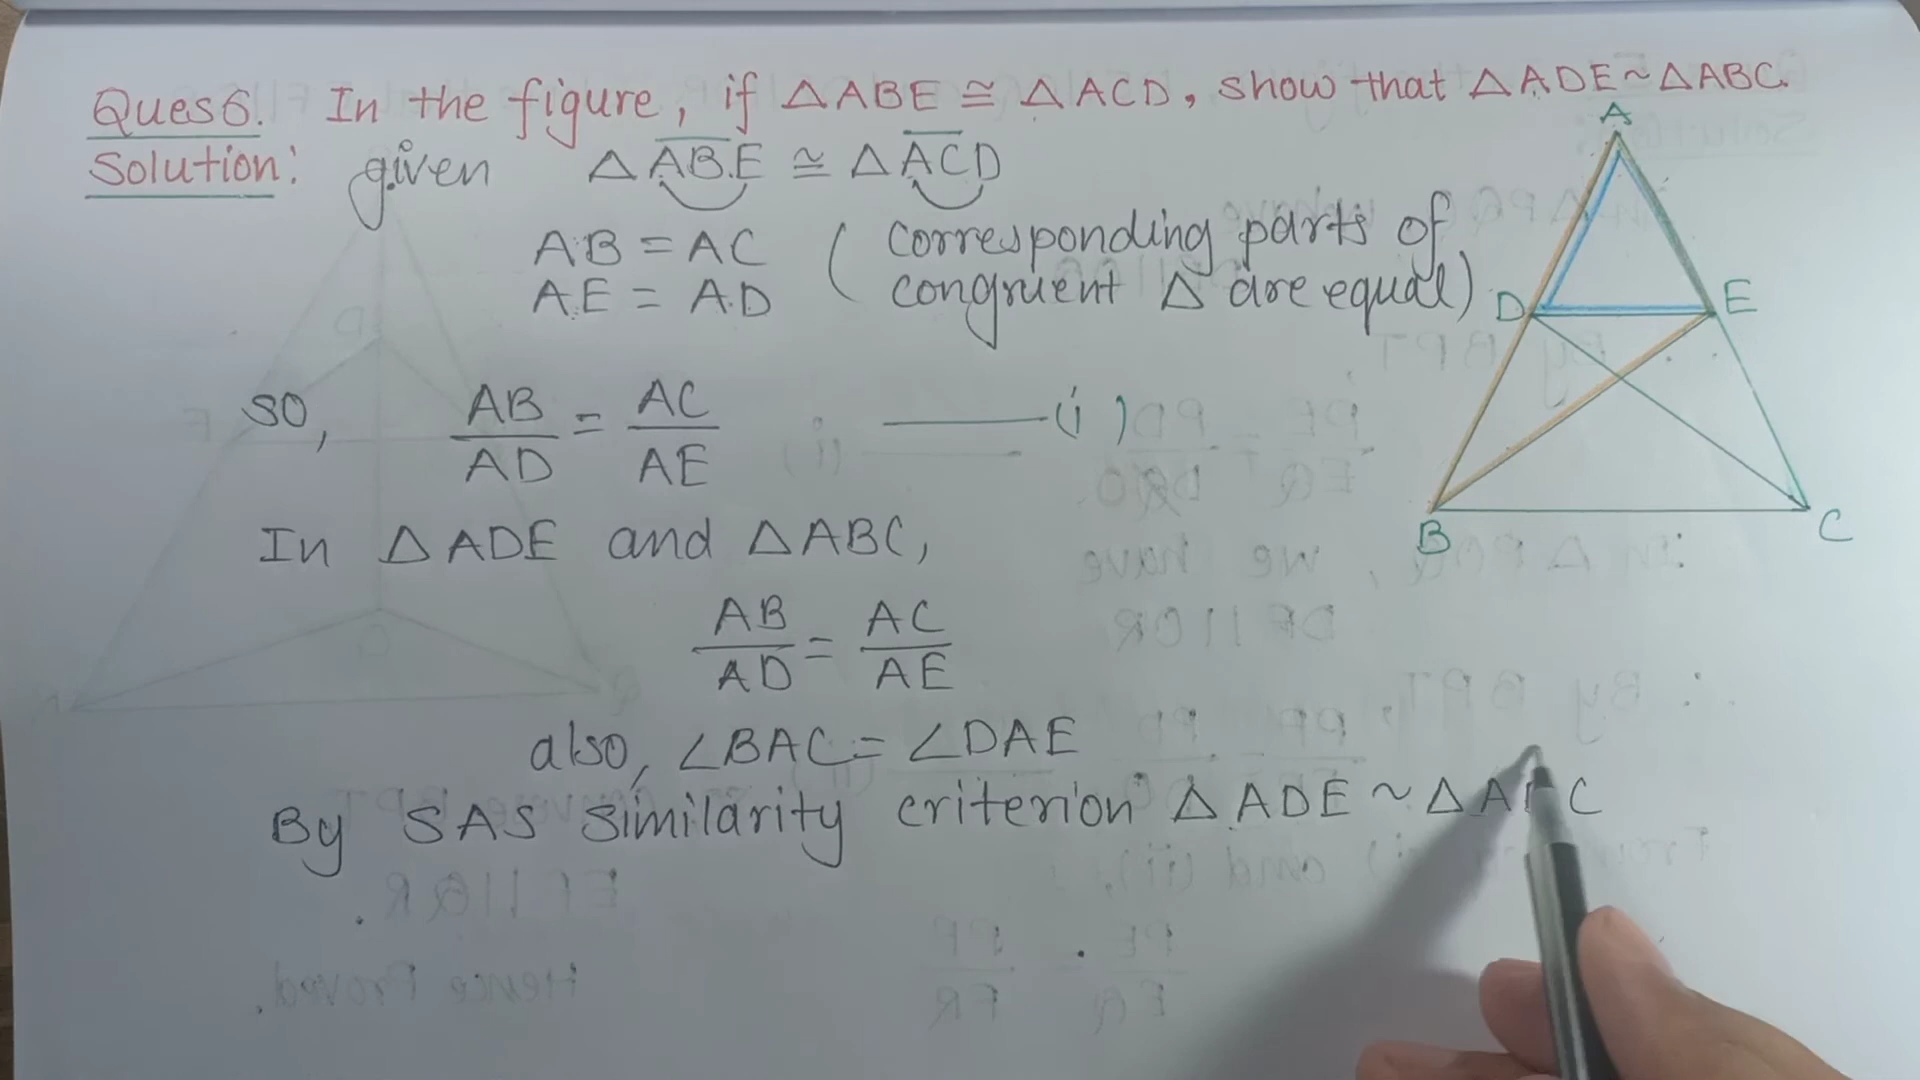 Ques6. In the figure, if △ABE ≅ △ACD, show that △ADE ~ △ABC.
Solution: given △ABE ≅ △ACD
AB = AC (corresponding parts of
AE = AD congruent △ are equal)
so, AB/AD = AC/AE ——— (i)
In △ADE and △ABC,
AB/AD = AC/AE
also, ∠BAC = ∠DAE
By SAS similarity criterion △ADE ~
A
D
E
B
C